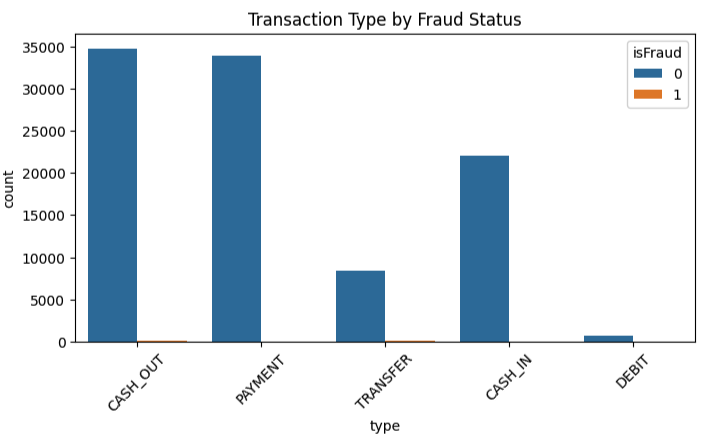 Transaction Type by Fraud Status
isFraud
0
1
count
35000
30000
25000
20000
15000
10000
5000
0
CASH_OUT
PAYMENT
TRANSFER
CASH_IN
DEBIT
type